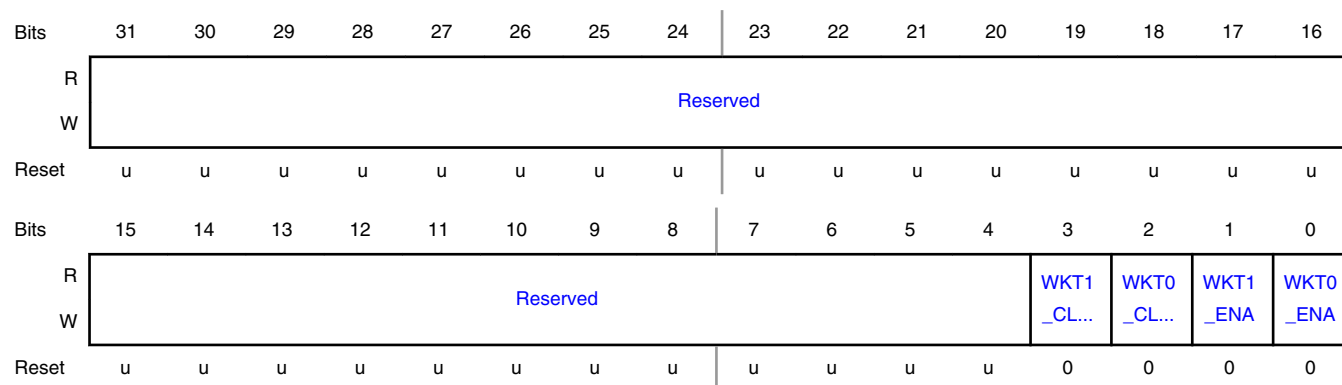 Bits 31 30 29 28 27 26 25 24 23 22 21 20 19 18 17 16
R
Reserved
W
Reset u u u u u u u u u u u u u u u u
Bits 15 14 13 12 11 10 9 8 7 6 5 4 3 2 1 0
R
Reserved
WKT1 WKT0 WKT1 WKT0
_CL... _CL... _ENA _ENA
W
Reset u u u u u u u u u u u u 0 0 0 0